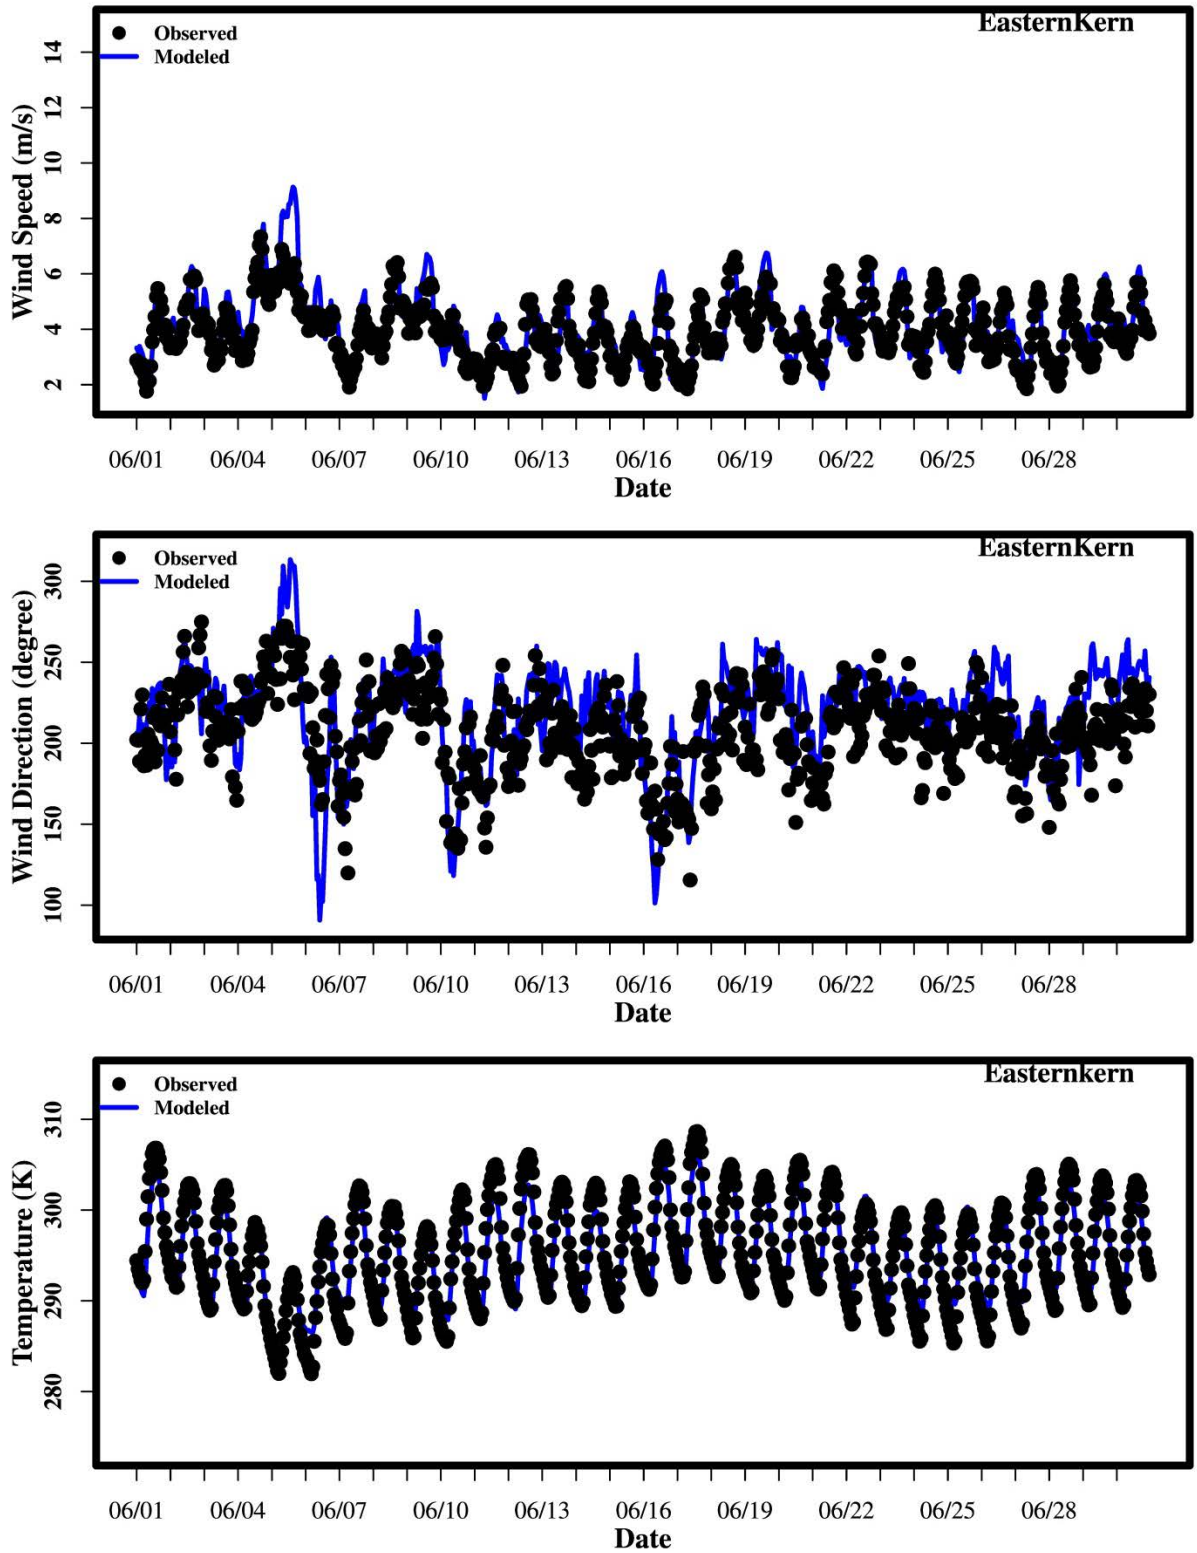 EasternKern
Observed
Modeled
Wind Speed (m/s)
14
12
10
8
6
4
2
06/01 06/04 06/07 06/10 06/13 06/16 06/19 06/22 06/25 06/28
Date
EasternKern
Observed
Modeled
Wind Direction (degree)
300
250
200
150
100
06/01 06/04 06/07 06/10 06/13 06/16 06/19 06/22 06/25 06/28
Date
Easternkern
Observed
Modeled
Temperature (K)
310
300
290
280
06/01 06/04 06/07 06/10 06/13 06/16 06/19 06/22 06/25 06/28
Date